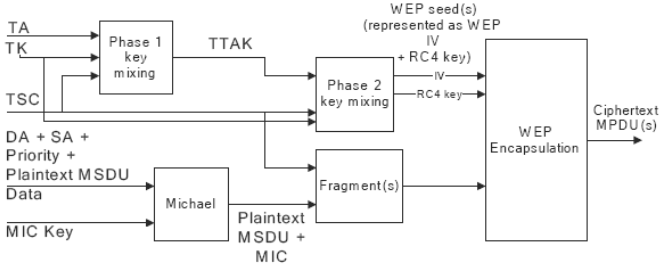 TA
TK
TSC
DA + SA +
Priority +
Plaintext MSDU
Data
MIC Key
Phase 1
key
mixing
TTAK
Michael
Plaintext
MSDU +
MIC
WEP seed(s)
(represented as WEP
IV
+ RC4 key)
Phase 2
key mixing
IV
RC4 key
Fragment(s)
WEP
Encapsulation
Ciphertext
MPDU(s)